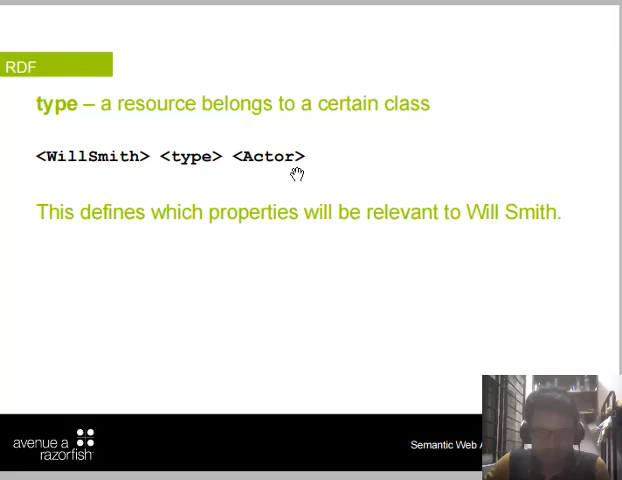 RDF
type – a resource belongs to a certain class
<WillSmith> <type> <Actor>
This defines which properties will be relevant to Will Smith.
avenue a
razorfish
Semantic Web